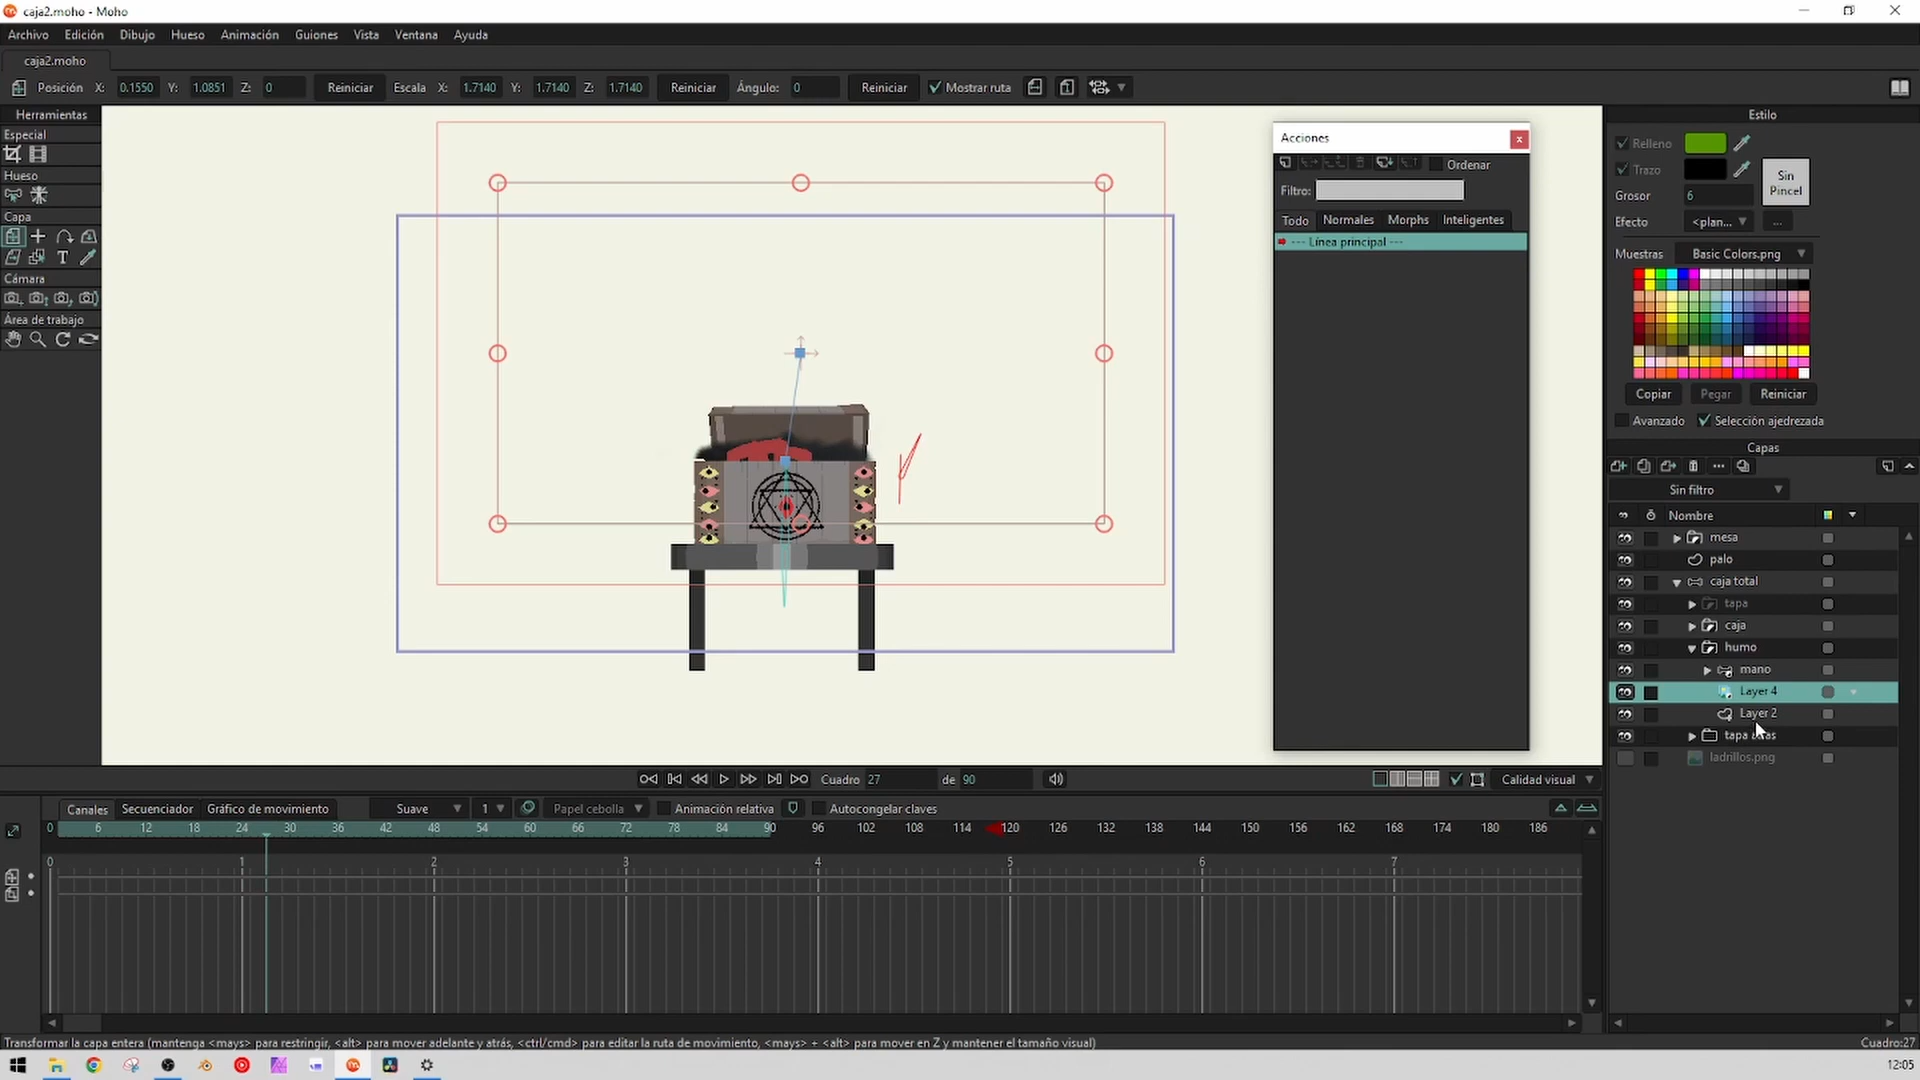 caja2.moho - Moho
Archivo Edición Dibujo Hueso Animación Guiones Vista Ventana Ayuda
caja2.moho
Posición X: 0.1550 Y: 1.0851 Z: 0 Reiniciar Escala X: 1.7140 Y: 1.7140 Z: 1.7140 Reiniciar Ángulo: 0 Reiniciar Mostrar ruta
Herramientas
Especial
Hueso
Capa
T
Cámara
Área de trabajo
Acciones
Ordenar
Filtro:
Todo Normales Morphs Inteligentes
--- Línea principal ---
Estilo
Relleno
Trazo
Sin Pincel
Grosor 6
Efecto <plan... ...
Muestras Basic Colors.png
Copiar Pegar Reiniciar
Avanzado Selección ajedrezada
Capas
Sin filtro
Nombre
mesa
palo
caja total
tapa
caja
humo
mano
Layer 4
Layer 2
tapa atras
ladrillos.png
Cuadro 27 de 90
Calidad visual
Canales Secuenciador Gráfico de movimiento Suave 1 Papel cebolla Animación relativa Autocongelar claves
0 6 12 18 24 30 36 42 48 54 60 66 72 78 84 90 96 102 108 114 120 126 132 138 144 150 156 162 168 174 180 186
0 1 2 3 4 5 6 7
Transformar la capa entera (mantenga <mays> para restringir, <alt> para mover adelante y atrás, <ctrl/cmd> para editar la ruta de movimiento, <mays> + <alt> para mover en Z y mantener el tamaño visual)
Cuadro:27
12:05